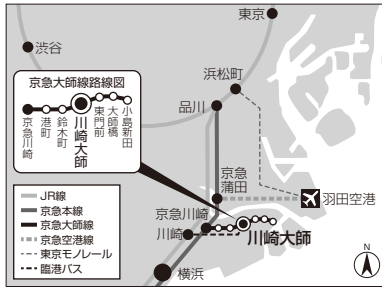 東京
渋谷
浜松町
品川
京急大師線路線図
京急川崎
港町
鈴木町
川崎大師
東門前
大師橋
小島新田
京急
蒲田
羽田空港
京急川崎
川崎
川崎大師
横浜
JR線
京急本線
京急大師線
京急空港線
東京モノレール
臨港バス
N